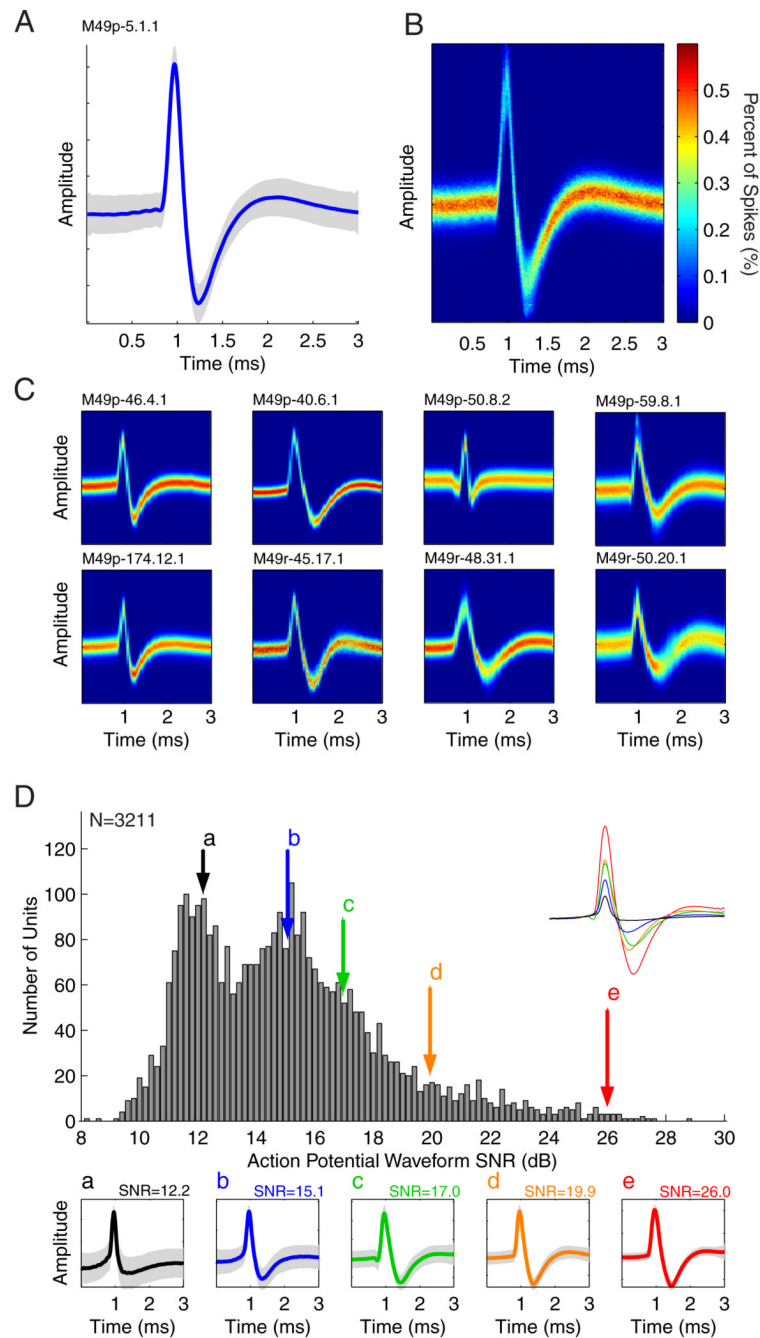 A
M49p-5.1.1
Amplitude
0.5 1 1.5 2 2.5 3
Time (ms)
B
Amplitude
0.5 1 1.5 2 2.5 3
Time (ms)
0.5
0.4
0.3
0.2
0.1
0
Percent of Spikes (%)
C
M49p-46.4.1 M49p-40.6.1 M49p-50.8.2 M49p-59.8.1
Amplitude
M49p-174.12.1 M49r-45.17.1 M49r-48.31.1 M49r-50.20.1
Amplitude
1 2 3 1 2 3 1 2 3 1 2 3
Time (ms) Time (ms) Time (ms) Time (ms)
D
N=3211
a b c d e
120
100
80
60
40
20
0
Number of Units
8 10 12 14 16 18 20 22 24 26 28 30
Action Potential Waveform SNR (dB)
a b c d e
SNR=12.2 SNR=15.1 SNR=17.0 SNR=19.9 SNR=26.0
Amplitude
1 2 3 1 2 3 1 2 3 1 2 3 1 2 3
Time (ms) Time (ms) Time (ms) Time (ms) Time (ms)